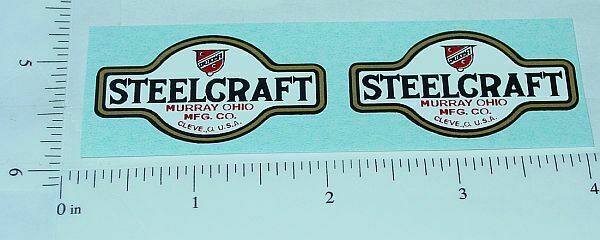 STEELCRAFT
MURRAY OHIO
MFG. CO.
CLEVE.,O. U.S.A.
STEELCRAFT
MURRAY OHIO
MFG. CO.
CLEVE.,O. U.S.A.
5
6
0 in
1
2
3
4